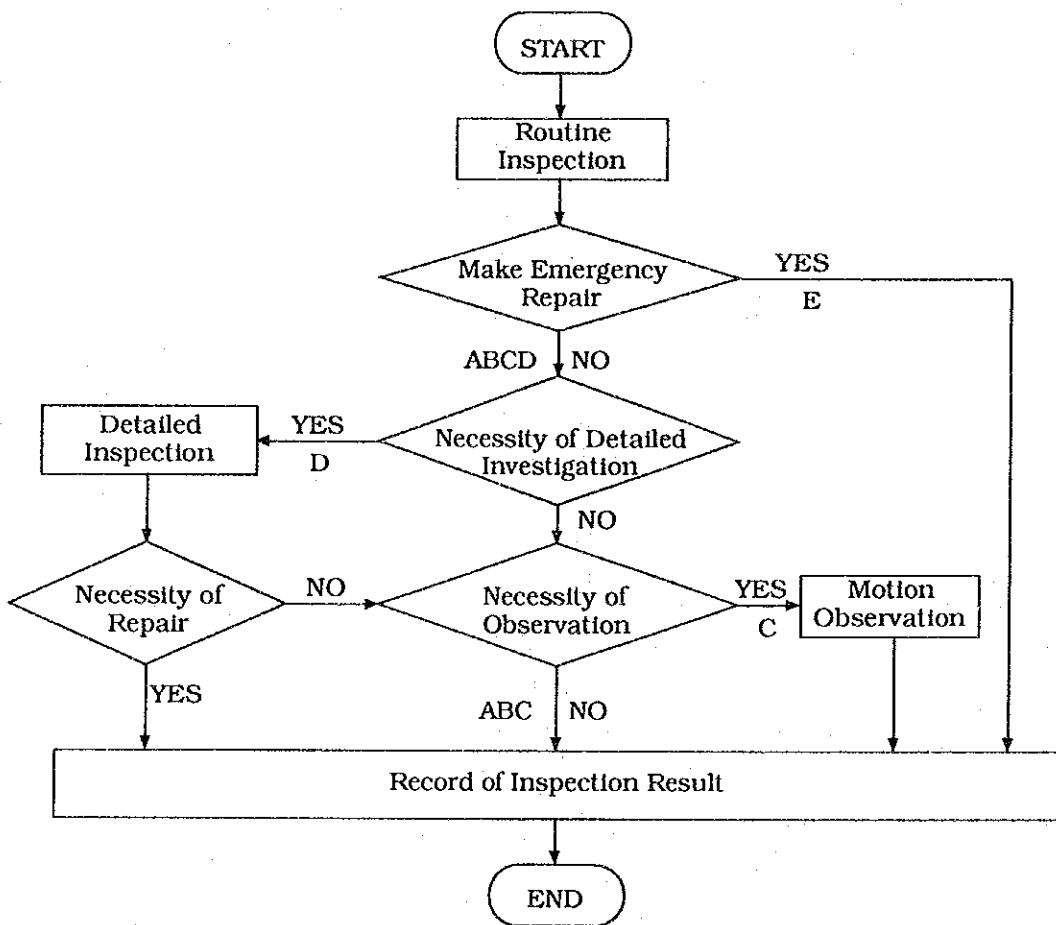 START
Routine
Inspection
Make Emergency
Repair
YES
E
ABCD NO
Necessity of Detailed
Investigation
YES
D
Detailed
Inspection
NO
Necessity of
Repair
NO
Necessity of
Observation
YES
C
Motion
Observation
YES
ABC NO
Record of Inspection Result
END